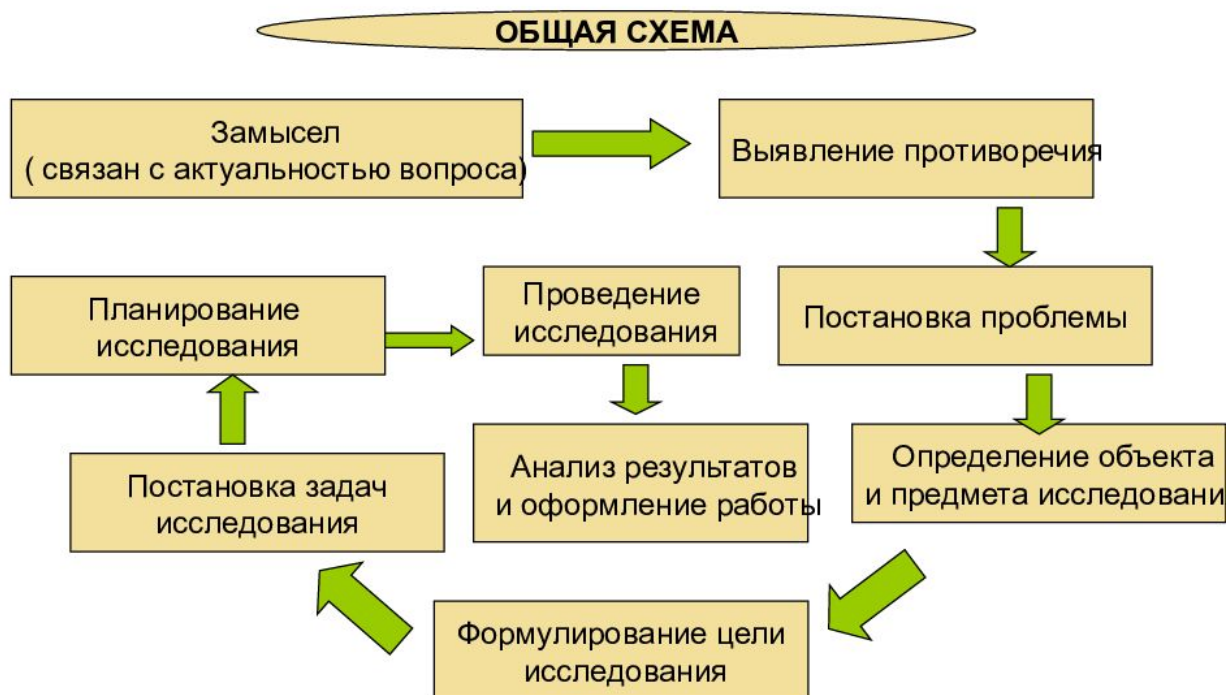 ОБЩАЯ СХЕМА
Замысел
( связан с актуальностью вопроса)
Выявление противоречия
Постановка проблемы
Определение объекта
и предмета исследовани
Формулирование цели
исследования
Постановка задач
исследования
Планирование
исследования
Проведение
исследования
Анализ результатов
и оформление работы